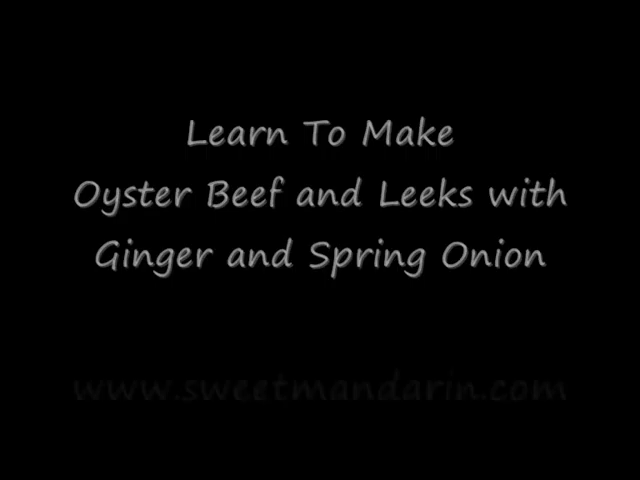 Learn To Make
Oyster Beef and Leeks with
Ginger and Spring Onion
www.sweetmandarin.com